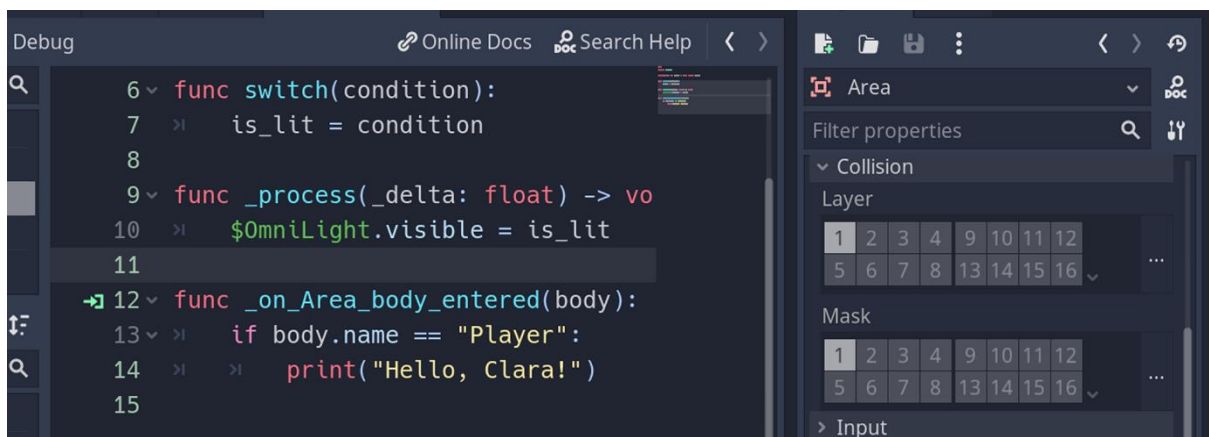 Debug
Online Docs
DOC Search Help
6 func switch(condition):
7 is_lit = condition
8
9 func _process(_delta: float) -> vo
10 $OmniLight.visible = is_lit
11
12 func _on_Area_body_entered(body):
13 if body.name == "Player":
14 print("Hello, Clara!")
15
Area
DOC
Filter properties
Collision
Layer
1 2 3 4 9 10 11 12
5 6 7 8 13 14 15 16
...
Mask
1 2 3 4 9 10 11 12
5 6 7 8 13 14 15 16
...
Input